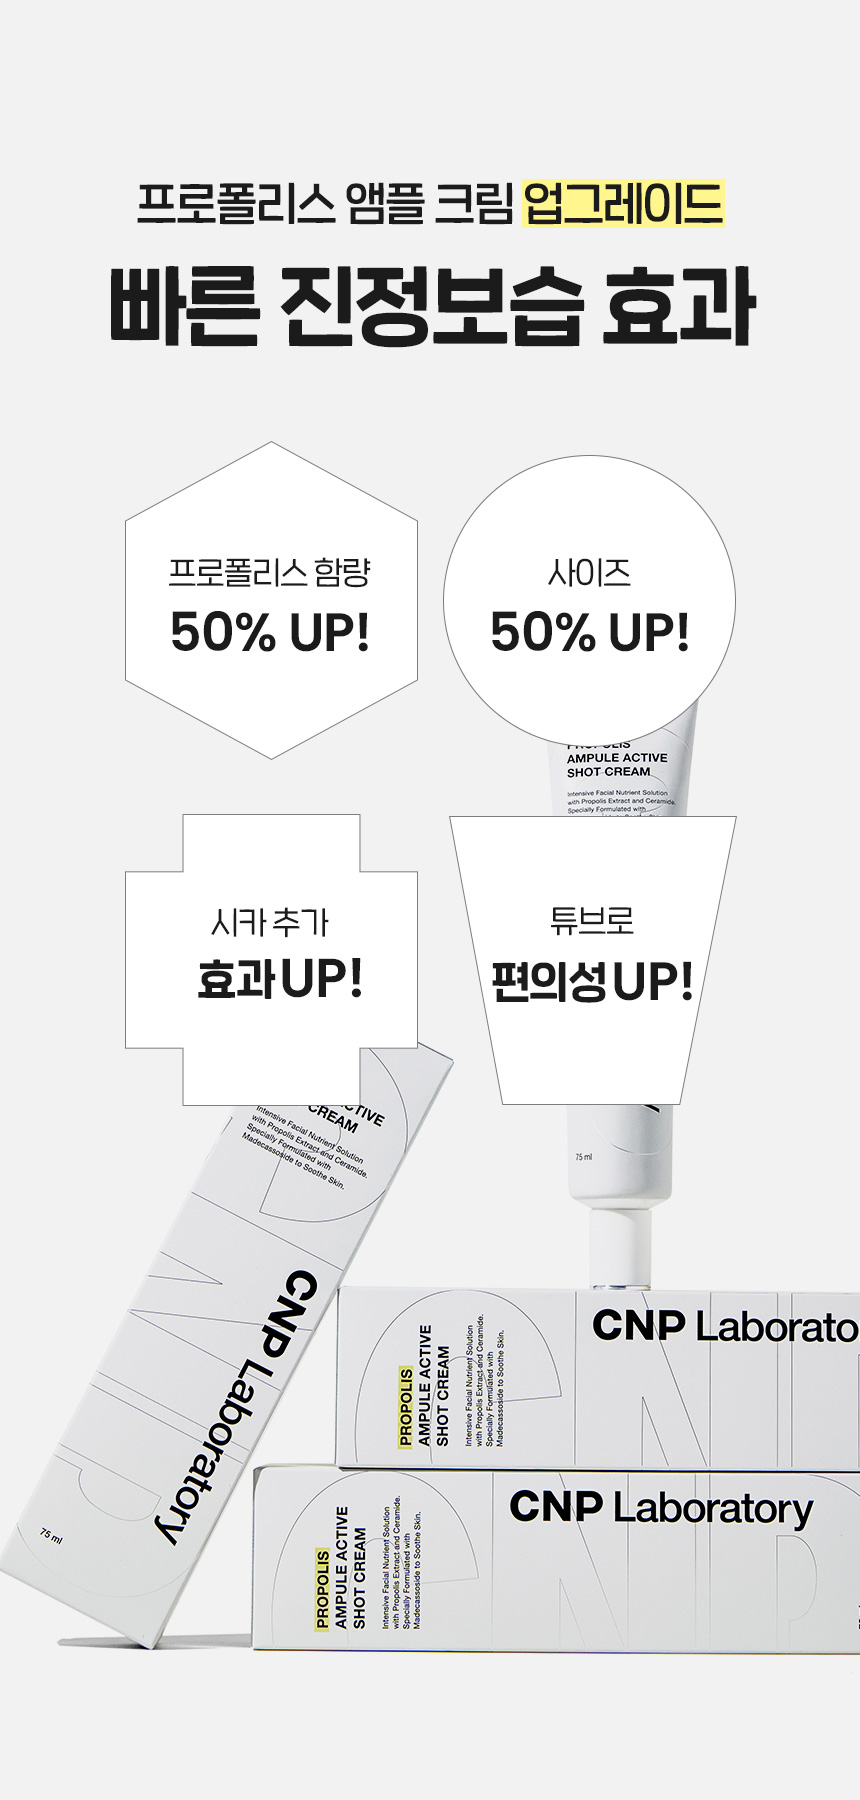 프로폴리스 앰플 크림 업그레이드
빠른 진정보습 효과
프로폴리스 함량
50% UP!
사이즈
50% UP!
PROPOLIS
AMPULE ACTIVE
SHOT CREAM
Intensive Facial Nutrient Solution
with Propolis Extract and Ceramide.
Specially Formulated with
시카 추가
효과 UP!
튜브로
편의성 UP!
CTIVE
CREAM
Intensive Facial Nutrient Solution
with Propolis Extract and Ceramide.
Specially Formulated with
Madecassoside to Soothe Skin.
75 ml
CNP Laboratory
75 ml
CNP Laborato
PROPOLIS
AMPULE ACTIVE
SHOT CREAM
Intensive Facial Nutrient Solution
with Propolis Extract and Ceramide.
Specially Formulated with
Madecassoside to Soothe Skin.
CNP Laboratory
PROPOLIS
AMPULE ACTIVE
SHOT CREAM
Intensive Facial Nutrient Solution
with Propolis Extract and Ceramide.
Specially Formulated with
Madecassoside to Soothe Skin.